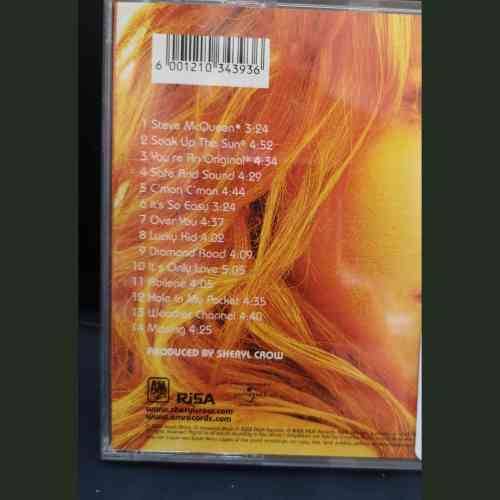 6 001210 343936
1 Steve McQueen* 3:24
2 Soak Up The Sun* 4:52
3 You're An Original* 4:34
4 Safe And Sound 4:29
5 C'mon C'mon 4:44
6 It's So Easy 3:24
7 Over You 4:37
8 Lucky Kid 4:02
9 Diamond Road 4:09
10 It's Only Love 5:05
11 Abilene 4:05
12 Hole In My Pocket 4:35
13 Weather Channel 4:40
14 Missing 4:25
PRODUCED BY SHERYL CROW
A&M RiSA
www.sherylcrow.com
www.amrecords.com